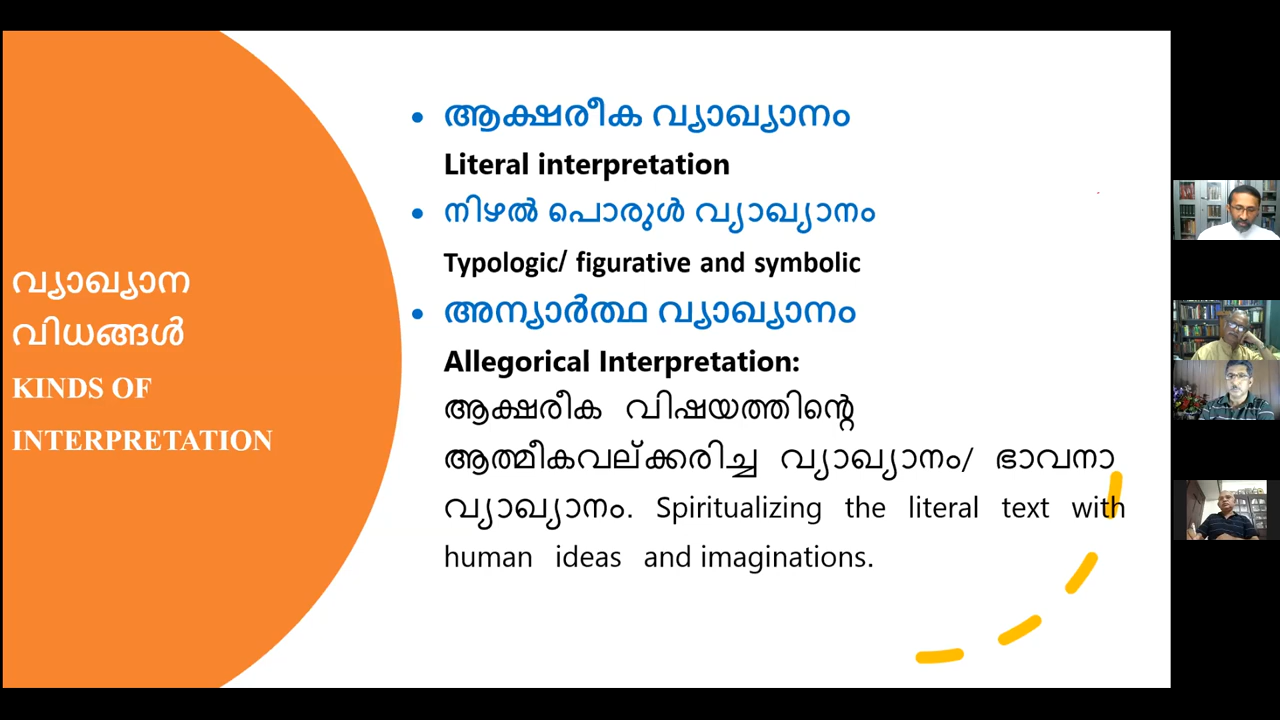 വ്യാഖ്യാന
വിധങ്ങൾ
KINDS OF
INTERPRETATION
• ആക്ഷരീക വ്യാഖ്യാനം
Literal interpretation
• നിഴൽ പൊരുൾ വ്യാഖ്യാനം
Typologic/ figurative and symbolic
• അന്യാർത്ഥ വ്യാഖ്യാനം
Allegorical Interpretation:
ആക്ഷരീക വിഷയത്തിന്റെ
ആത്മീകവല്ക്കരിച്ച വ്യാഖ്യാനം/ ഭാവനാ
വ്യാഖ്യാനം. Spiritualizing the literal text with
human ideas and imaginations.